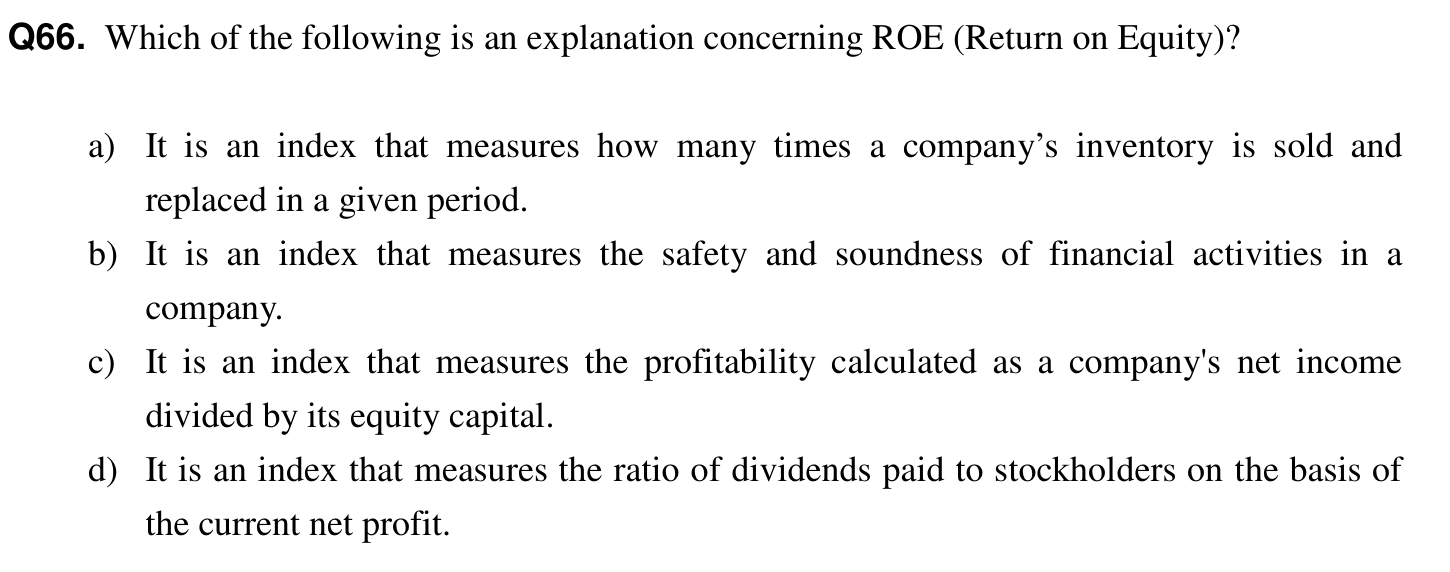 Q66. Which of the following is an explanation concerning ROE (Return on Equity)?
a) It is an index that measures how many times a company’s inventory is sold and
replaced in a given period.
b) It is an index that measures the safety and soundness of financial activities in a
company.
c) It is an index that measures the profitability calculated as a company's net income
divided by its equity capital.
d) It is an index that measures the ratio of dividends paid to stockholders on the basis of
the current net profit.